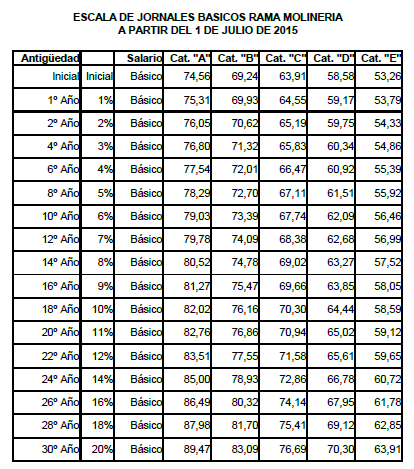 ESCALA DE JORNALES BASICOS RAMA MOLINERIA
A PARTIR DEL 1 DE JULIO DE 2015
Antigüedad Salario Cat. "A" Cat. "B" Cat. "C" Cat. "D" Cat. "E"
Inicial Inicial Básico 74,56 69,24 63,91 58,58 53,26
1º Año 1% Básico 75,31 69,93 64,55 59,17 53,79
2º Año 2% Básico 76,05 70,62 65,19 59,75 54,33
4º Año 3% Básico 76,80 71,32 65,83 60,34 54,86
6º Año 4% Básico 77,54 72,01 66,47 60,92 55,39
8º Año 5% Básico 78,29 72,70 67,11 61,51 55,92
10º Año 6% Básico 79,03 73,39 67,74 62,09 56,46
12º Año 7% Básico 79,78 74,09 68,38 62,68 56,99
14º Año 8% Básico 80,52 74,78 69,02 63,27 57,52
16º Año 9% Básico 81,27 75,47 69,66 63,85 58,05
18º Año 10% Básico 82,02 76,16 70,30 64,44 58,59
20º Año 11% Básico 82,76 76,86 70,94 65,02 59,12
22º Año 12% Básico 83,51 77,55 71,58 65,61 59,65
24º Año 14% Básico 85,00 78,93 72,86 66,78 60,72
26º Año 16% Básico 86,49 80,32 74,14 67,95 61,78
28º Año 18% Básico 87,98 81,70 75,41 69,12 62,85
30º Año 20% Básico 89,47 83,09 76,69 70,30 63,91